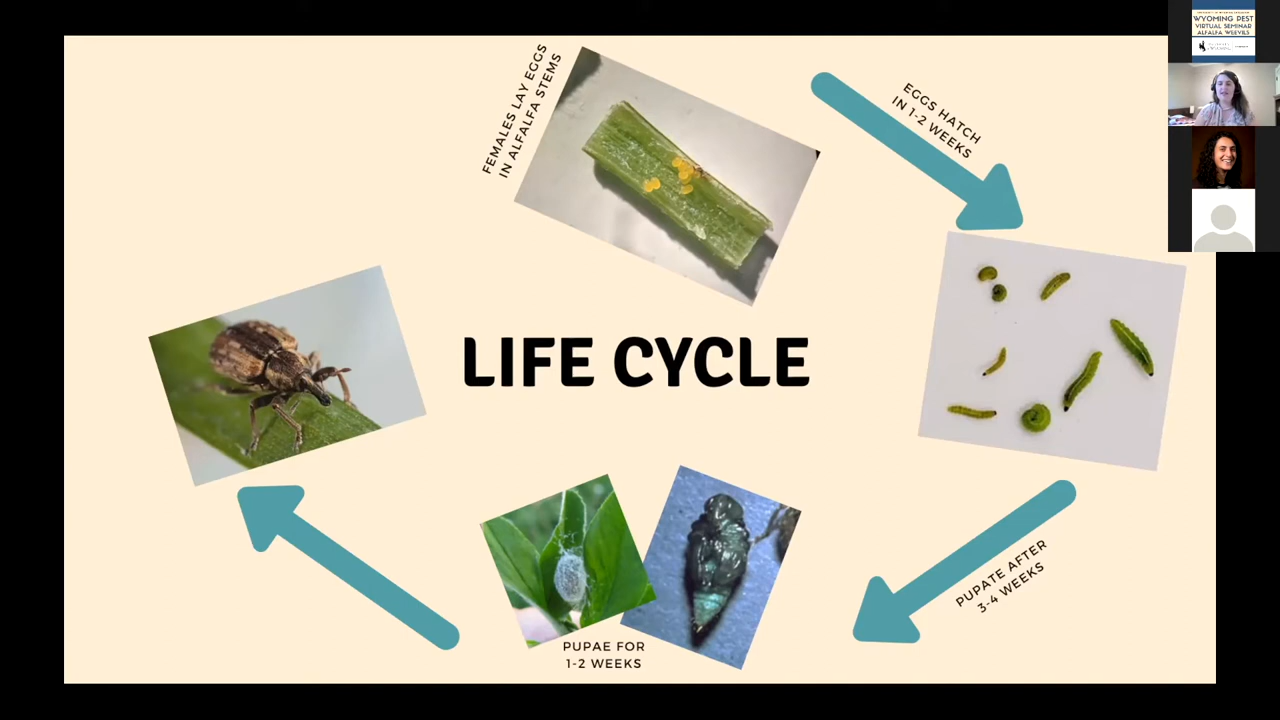 FEMALES LAY EGGS
IN ALFALFA STEMS
EGGS HATCH
IN 1-2 WEEKS
WYOMING PEST
VIRTUAL SEMINAR
ALFALFA WEEVILS
LIFE CYCLE
PUPATE AFTER
3-4 WEEKS
PUPAE FOR
1-2 WEEKS